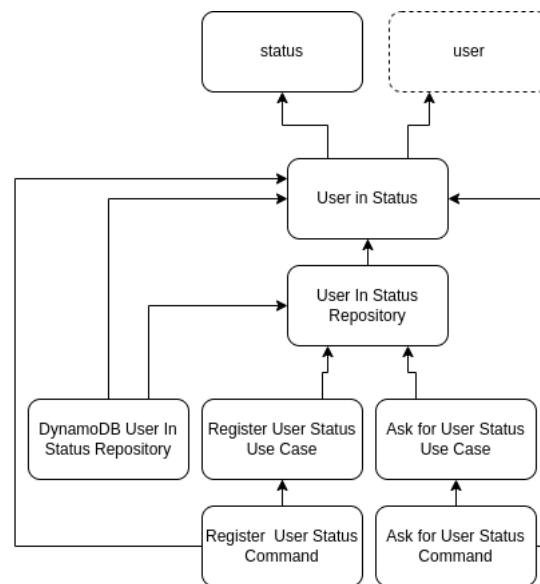 status
user
User in Status
User In Status
Repository
DynamoDB User In
Status Repository
Register User Status
Use Case
Ask for User Status
Use Case
Register  User Status
Command
Ask for User Status
Command